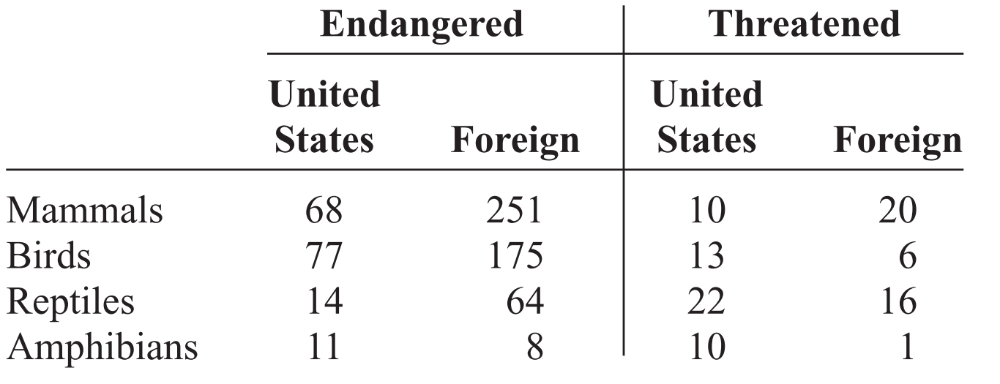 Endangered Threatened
United United
States Foreign States Foreign
Mammals 68 251 10 20
Birds 77 175 13 6
Reptiles 14 64 22 16
Amphibians 11 8 10 1